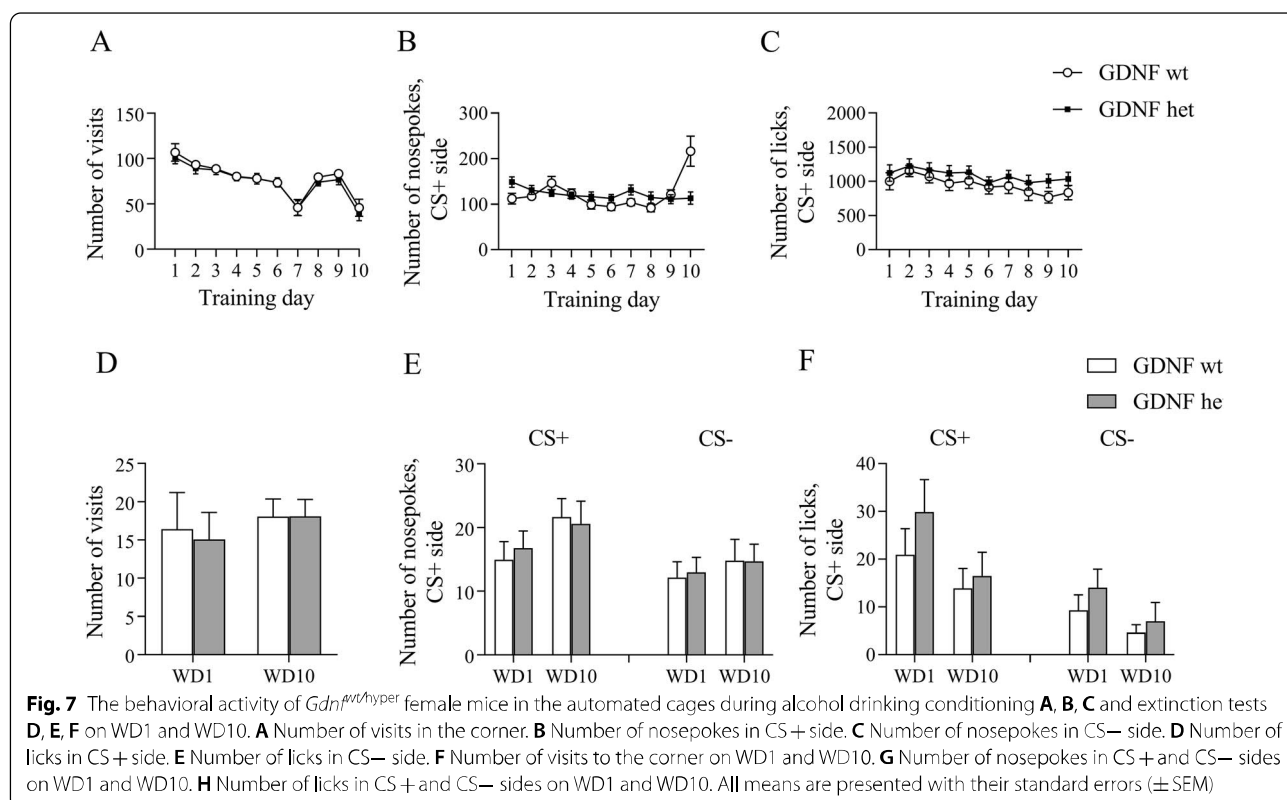 A
B
C
GDNF wt
GDNF het
Number of visits
150
100
50
0
1 2 3 4 5 6 7 8 9 10
Training day
Number of nosepokes,
CS+ side
300
200
100
0
1 2 3 4 5 6 7 8 9 10
Training day
Number of licks,
CS+ side
2000
1500
1000
500
0
1 2 3 4 5 6 7 8 9 10
Training day
D
E
F
GDNF wt
GDNF he
Number of visits
25
20
15
10
5
0
WD1 WD10
Number of nosepokes,
CS+ side
CS+ CS-
30
20
10
0
WD1 WD10 WD1 WD10
Number of licks,
CS+ side
CS+ CS-
40
30
20
10
0
WD1 WD10 WD1 WD10
Fig. 7 The behavioral activity of Gdnfwt/hyper female mice in the automated cages during alcohol drinking conditioning A, B, C and extinction tests
D, E, F on WD1 and WD10. A Number of visits in the corner. B Number of nosepokes in CS + side. C Number of nosepokes in CS− side. D Number of
licks in CS + side. E Number of licks in CS− side. F Number of visits to the corner on WD1 and WD10. G Number of nosepokes in CS + and CS− sides
on WD1 and WD10. H Number of licks in CS + and CS− sides on WD1 and WD10. All means are presented with their standard errors (± SEM)